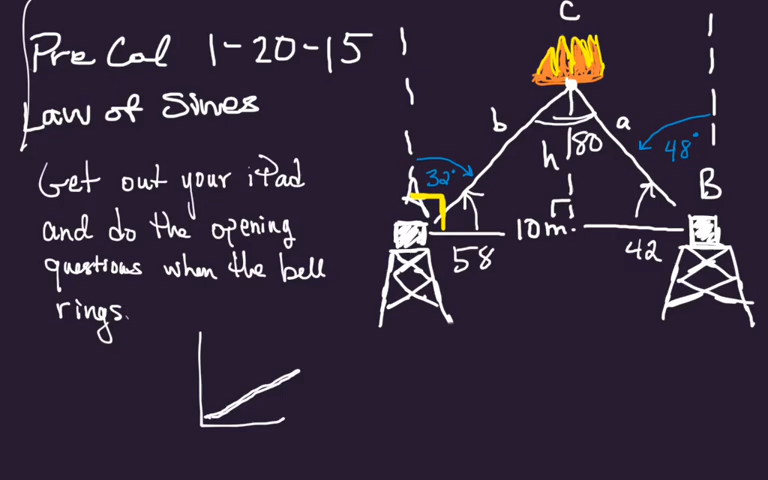 Pre Cal 1-20-15
Law of Sines
Get out your iPad
and do the opening
questions when the bell
rings.
C
b
a
h
80
32°
48°
A
B
10m.
58
42